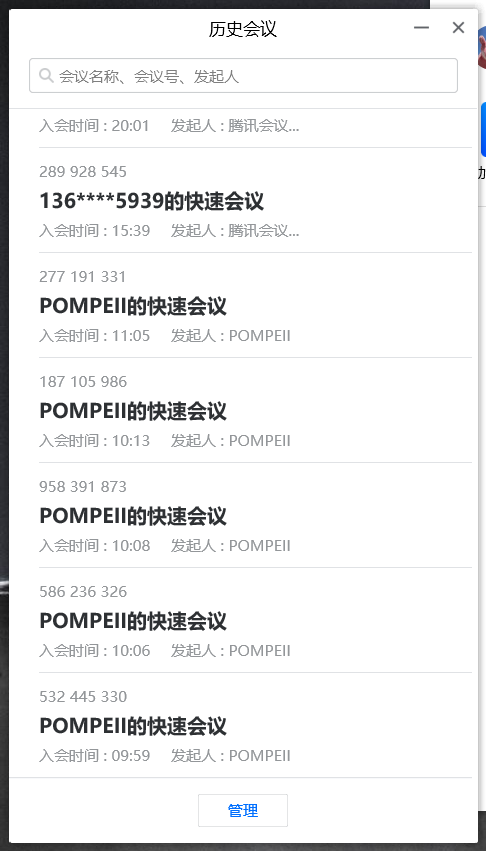 历史会议
会议名称、会议号、发起人
入会时间 : 20:01 发起人 : 腾讯会议...
289 928 545
136****5939的快速会议
入会时间 : 15:39 发起人 : 腾讯会议...
277 191 331
POMPEII的快速会议
入会时间 : 11:05 发起人 : POMPEII
187 105 986
POMPEII的快速会议
入会时间 : 10:13 发起人 : POMPEII
958 391 873
POMPEII的快速会议
入会时间 : 10:08 发起人 : POMPEII
586 236 326
POMPEII的快速会议
入会时间 : 10:06 发起人 : POMPEII
532 445 330
POMPEII的快速会议
入会时间 : 09:59 发起人 : POMPEII
管理